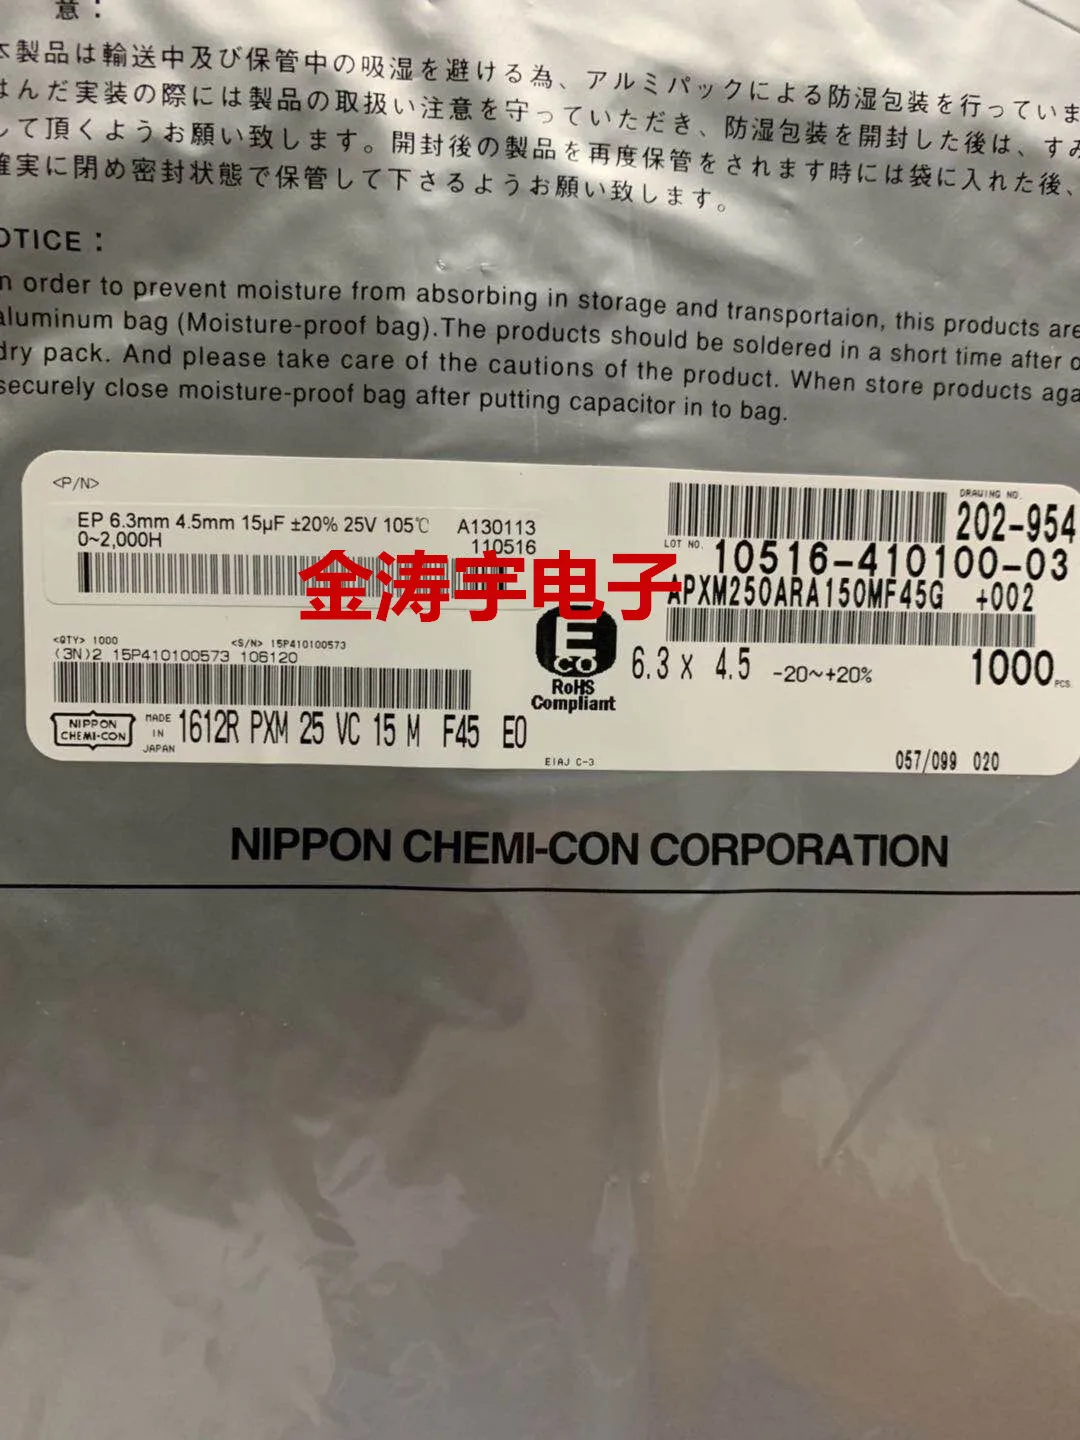 意：
本製品は輸送中及び保管中の吸湿を避ける為、アルミパックによる防湿包装を行っていま
はんだ実装の際には製品の取扱い注意を守っていただき、防湿包装を開封した後は、すみ
して頂くようお願い致します。開封後の製品を再度保管をされます時には袋に入れた後、
確実に閉め密封状態で保管して下さるようお願い致します。
OTICE：
n order to prevent moisture from absorbing in storage and transportaion, this products are
aluminum bag (Moisture-proof bag).The products should be soldered in a short time after o
dry pack. And please take care of the cautions of the product. When store products aga
securely close moisture-proof bag after putting capacitor in to bag.
<P/N>
EP 6.3mm 4.5mm 15µF ±20% 25V 105℃ A130113
0~2,000H 110516
DRAWING NO.
202-954
LOT NO. 10516-410100-03
APXM250ARA150MF45G +002
金涛宇电子
<QTY> 1000 <S/N> 15P410100573
(3N)2 15P410100573 106120
E
CO
RoHS
Compliant
6.3 x 4.5 -20~+20% 1000 PCS.
NIPPON
CHEMI-CON
MADE
IN
JAPAN
1612R PXM 25 VC 15 M F45 E0
EIAJ C-3
057/099 020
NIPPON CHEMI-CON CORPORATION